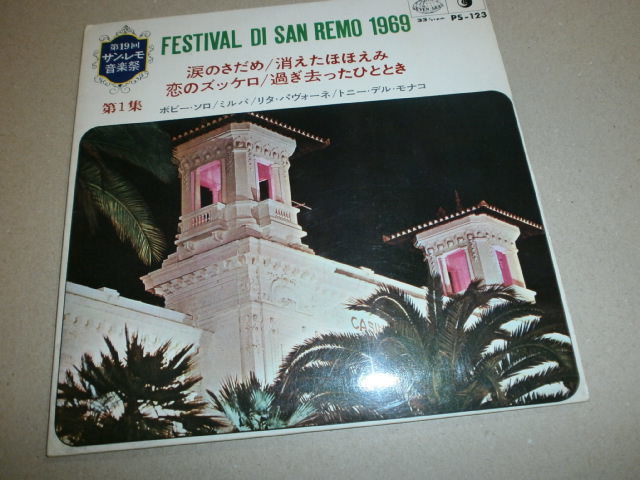 第19回
サン・レモ
音楽祭
FESTIVAL DI SAN REMO 1969
33
PS-123
涙のさだめ/消えたほほえみ
恋のズッケロ/過ぎ去ったひととき
第1集
ボビー・ソロ/ミルバ/リタ・パヴォーネ/トニー・デル・モナコ